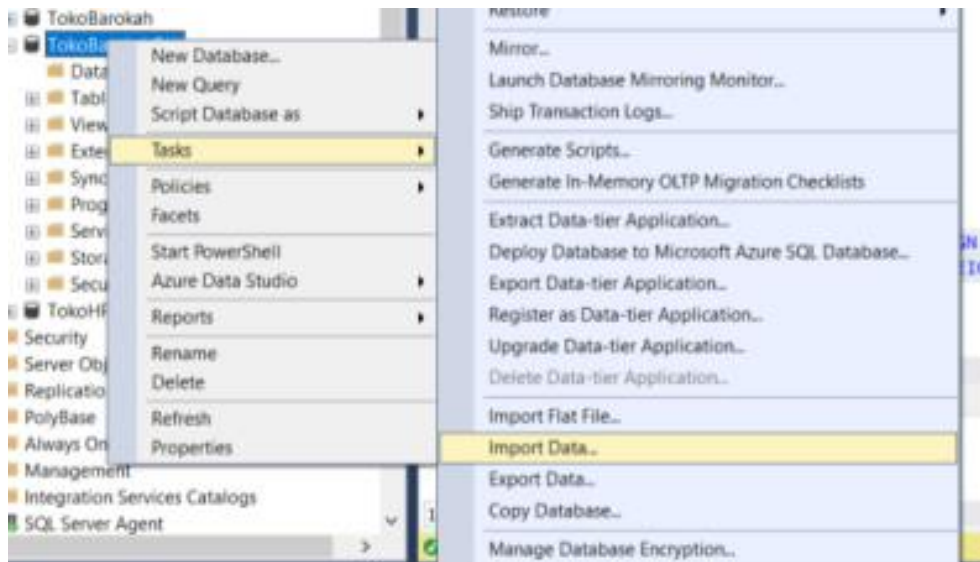 TokoBarokah
TokoBa
Data
Tabl
View
Exte
Sync
Prog
Servi
Stora
Secu
TokoHP
Security
Server Obj
Replicatio
PolyBase
Always On
Management
Integration Services Catalogs
SQL Server Agent
New Database...
New Query
Script Database as
Tasks
Policies
Facets
Start PowerShell
Azure Data Studio
Reports
Rename
Delete
Refresh
Properties
Restore
Mirror...
Launch Database Mirroring Monitor...
Ship Transaction Logs...
Generate Scripts...
Generate In-Memory OLTP Migration Checklists
Extract Data-tier Application...
Deploy Database to Microsoft Azure SQL Database...
Export Data-tier Application...
Register as Data-tier Application...
Upgrade Data-tier Application...
Delete Data-tier Application...
Import Flat File...
Import Data...
Export Data...
Copy Database...
Manage Database Encryption...